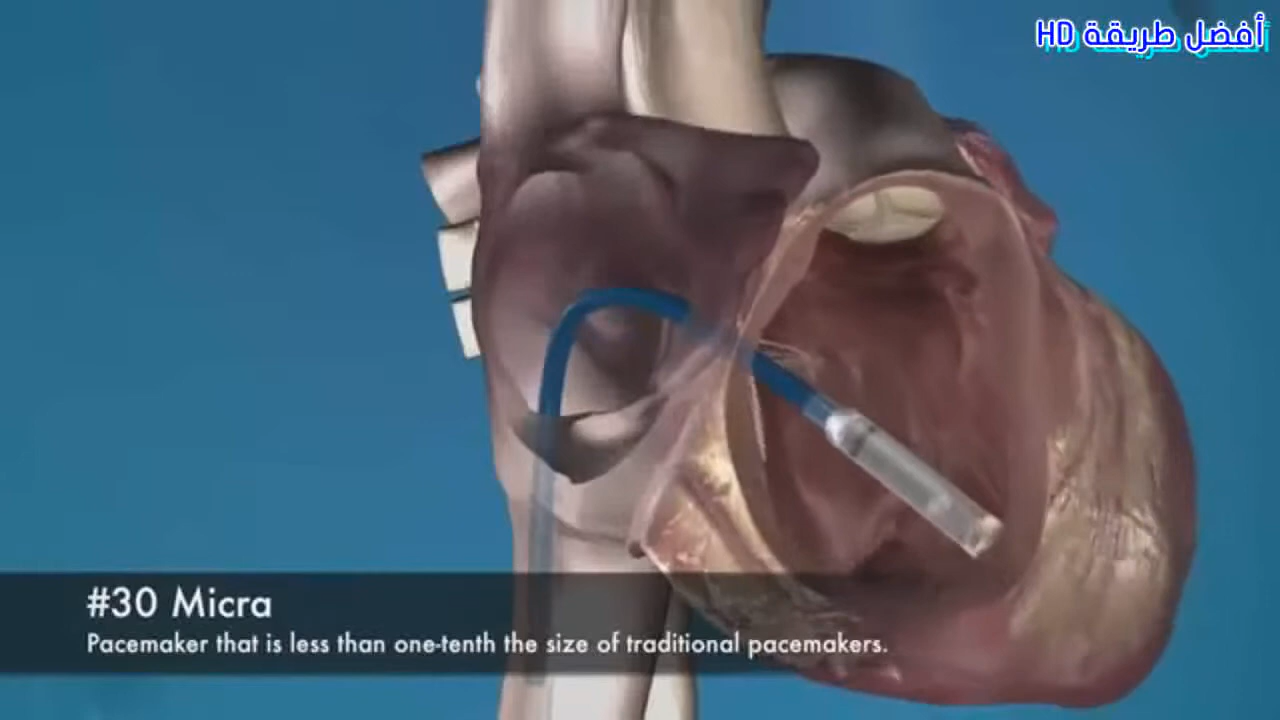 أفضل طريقة HD
#30 Micra
Pacemaker that is less than one-tenth the size of traditional pacemakers.